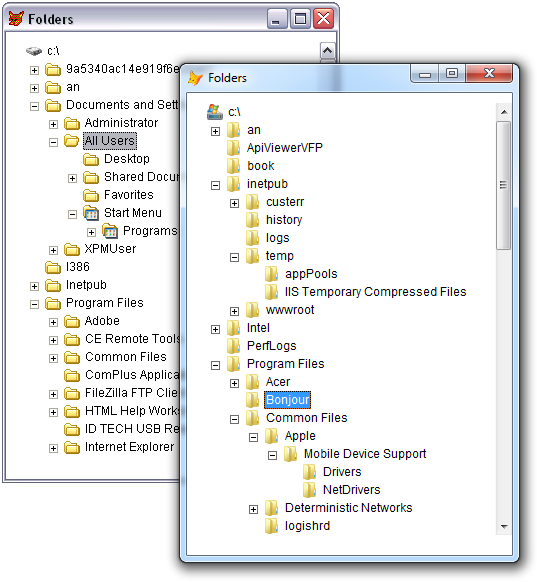 Folders
c:\
9a5340ac14e919f6e
an
Documents and Setti
Administrator
All Users
Desktop
Shared Docu
Favorites
Start Menu
Programs
XPMUser
I386
Inetpub
Program Files
Adobe
CE Remote Tools
Common Files
ComPlus Applica
FileZilla FTP Clie
HTML Help Works
ID TECH USB Re
Internet Explorer
Folders
c:\
an
ApiViewerVFP
book
inetpub
custerr
history
logs
temp
appPools
IIS Temporary Compressed Files
wwwroot
Intel
PerfLogs
Program Files
Acer
Bonjour
Common Files
Apple
Mobile Device Support
Drivers
NetDrivers
Deterministic Networks
logishrd